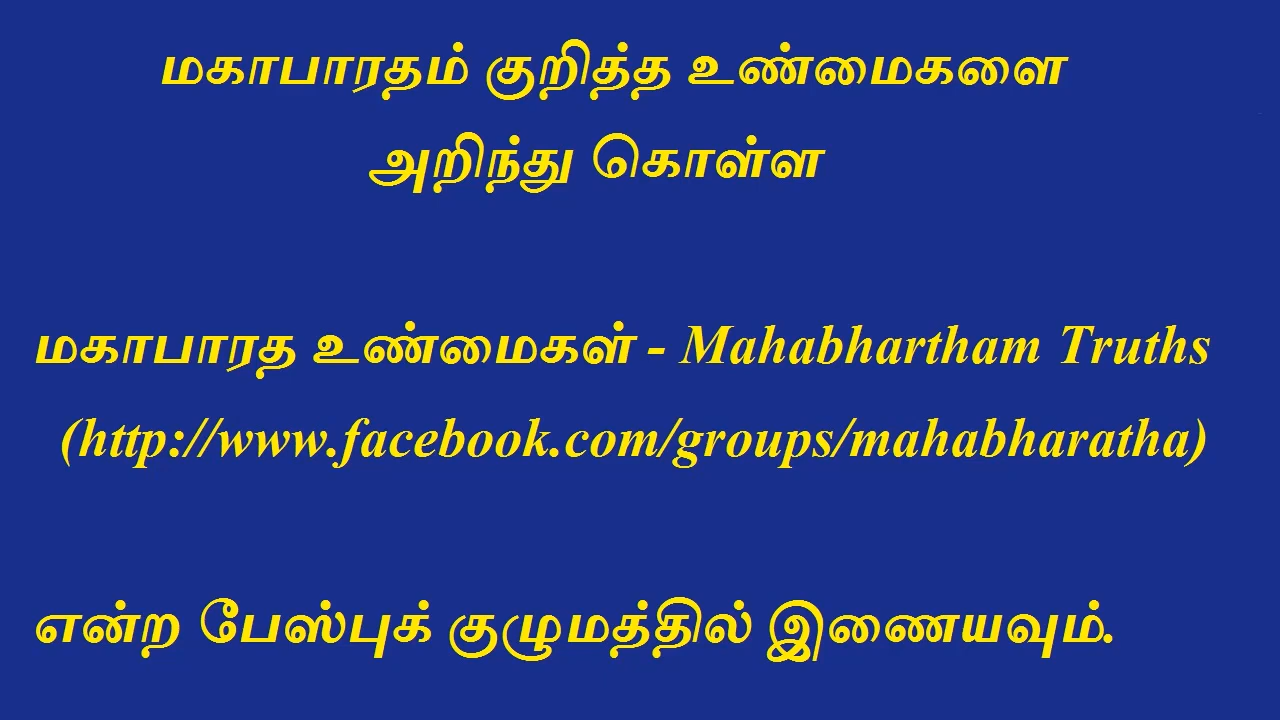 மகாபாரதம் குறித்த உண்மைகளை
அறிந்து கொள்ள
மகாபாரத உண்மைகள் - Mahabhartham Truths
(http://www.facebook.com/groups/mahabharatha)
என்ற பேஸ்புக் குழுமத்தில் இணையவும்.